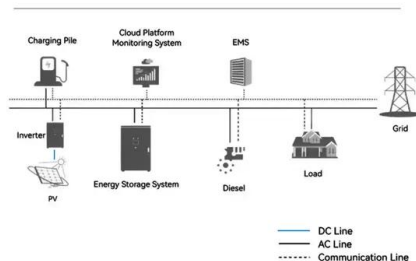 Charging Pile
Cloud Platform
Monitoring System
EMS
Grid
Inverter
PV
Energy Storage System
Diesel
Load
DC Line
AC Line
Communication Line